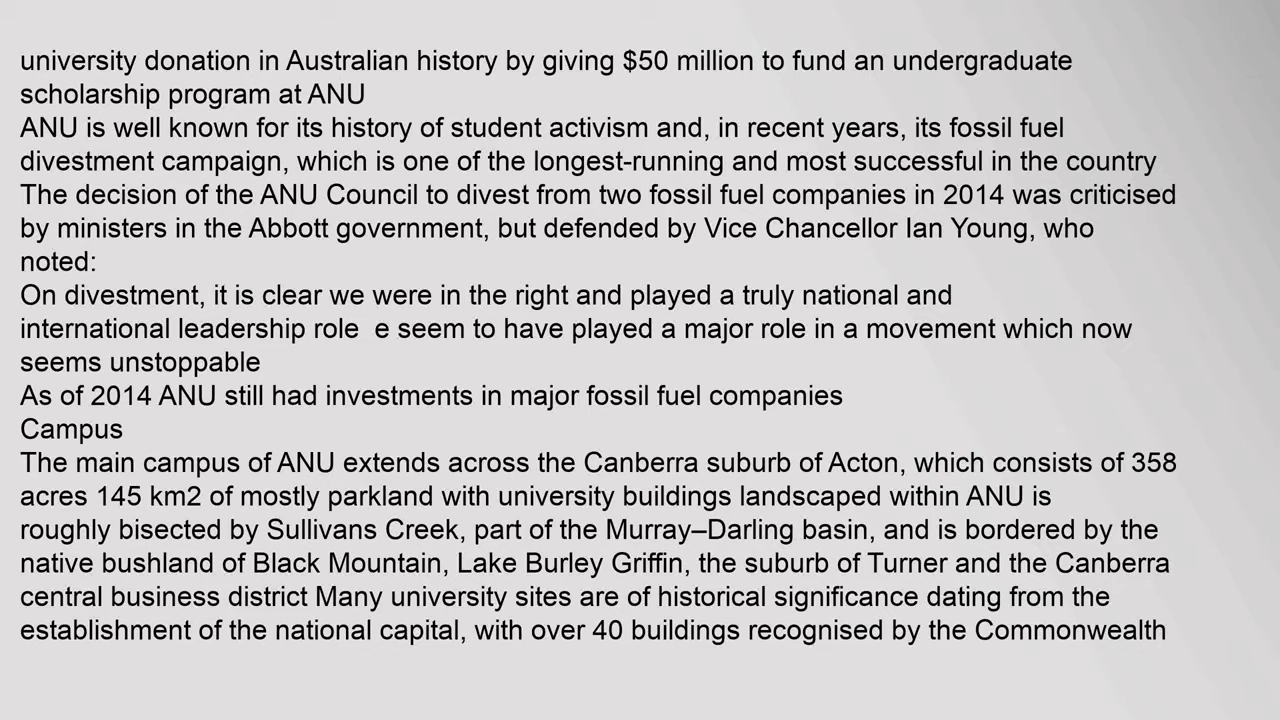 university donation in Australian history by giving $50 million to fund an undergraduate
scholarship program at ANU
ANU is well known for its history of student activism and, in recent years, its fossil fuel
divestment campaign, which is one of the longest-running and most successful in the country
The decision of the ANU Council to divest from two fossil fuel companies in 2014 was criticised
by ministers in the Abbott government, but defended by Vice Chancellor Ian Young, who
noted:
On divestment, it is clear we were in the right and played a truly national and
international leadership role  e seem to have played a major role in a movement which now
seems unstoppable
As of 2014 ANU still had investments in major fossil fuel companies
Campus
The main campus of ANU extends across the Canberra suburb of Acton, which consists of 358
acres 145 km2 of mostly parkland with university buildings landscaped within ANU is
roughly bisected by Sullivans Creek, part of the Murray–Darling basin, and is bordered by the
native bushland of Black Mountain, Lake Burley Griffin, the suburb of Turner and the Canberra
central business district Many university sites are of historical significance dating from the
establishment of the national capital, with over 40 buildings recognised by the Commonwealth